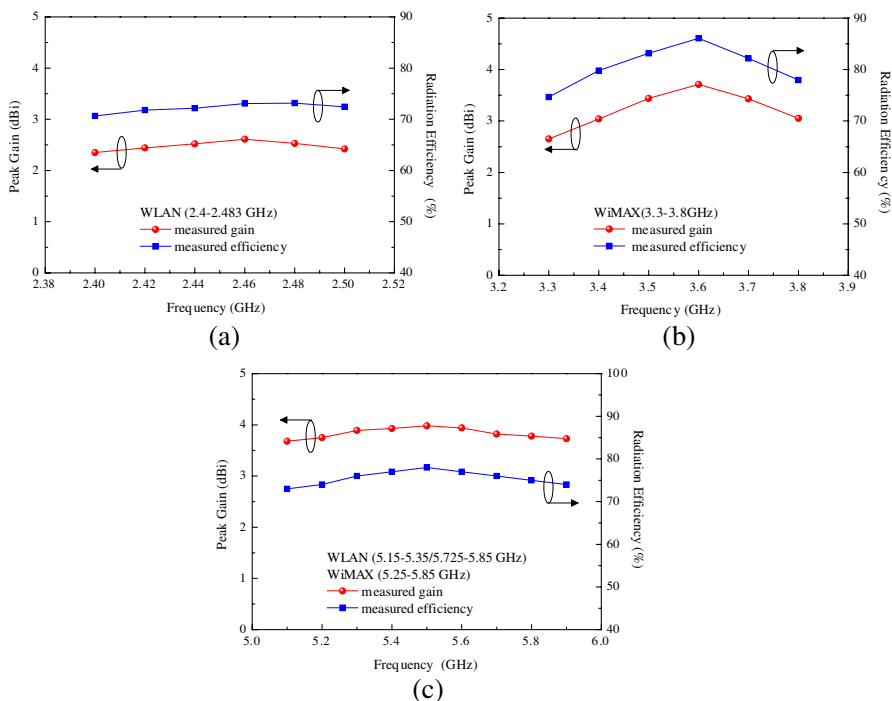 5
4
3
2
1
0
Peak Gain (dBi)
90
80
70
60
50
40
Radiation Efficiency (%)
WLAN (2.4-2.483 GHz)
measured gain
measured efficiency
2.38 2.40 2.42 2.44 2.46 2.48 2.50 2.52
Frequency (GHz)
(a)
5
4
3
2
1
0
Peak Gain (dBi)
90
80
70
60
50
40
Radiation Efficiency (%)
WiMAX(3.3-3.8GHz)
measured gain
measured efficiency
3.2 3.3 3.4 3.5 3.6 3.7 3.8 3.9
Frequency (GHz)
(b)
5
4
3
2
1
0
Peak Gain (dBi)
100
90
80
70
60
50
40
Radiation Efficiency (%)
WLAN (5.15-5.35/5.725-5.85 GHz)
WiMAX (5.25-5.85 GHz)
measured gain
measured efficiency
5.0 5.2 5.4 5.6 5.8 6.0
Frequency (GHz)
(c)